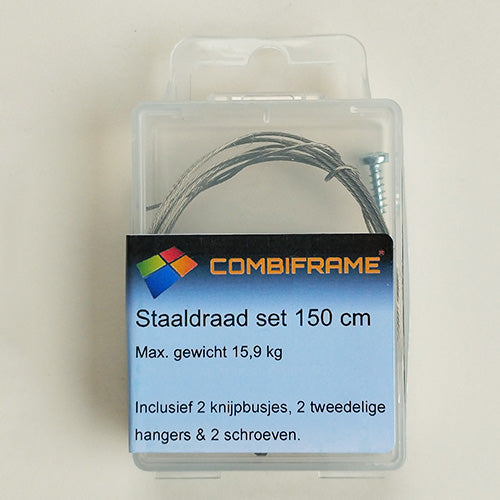 COMBIFRAME®
Staaldraad set 150 cm
Max. gewicht 15,9 kg
Inclusief 2 knijpbusjes, 2 tweedelige
hangers & 2 schroeven.